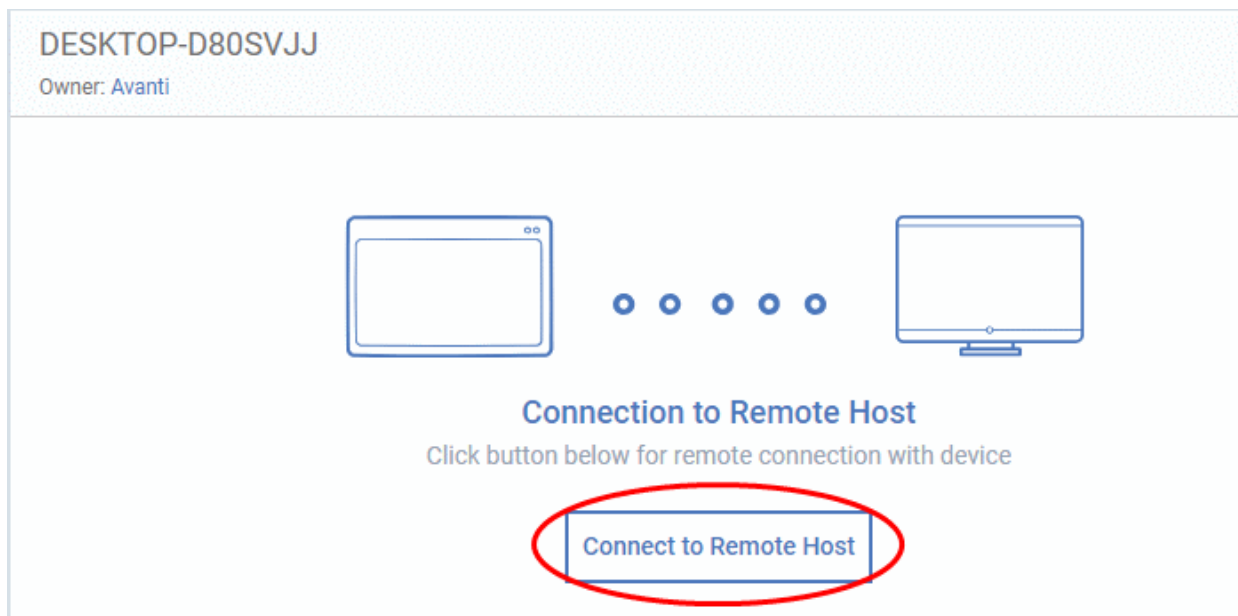 DESKTOP-D80SVJJ
Owner: Avanti
Connection to Remote Host
Click button below for remote connection with device
Connect to Remote Host